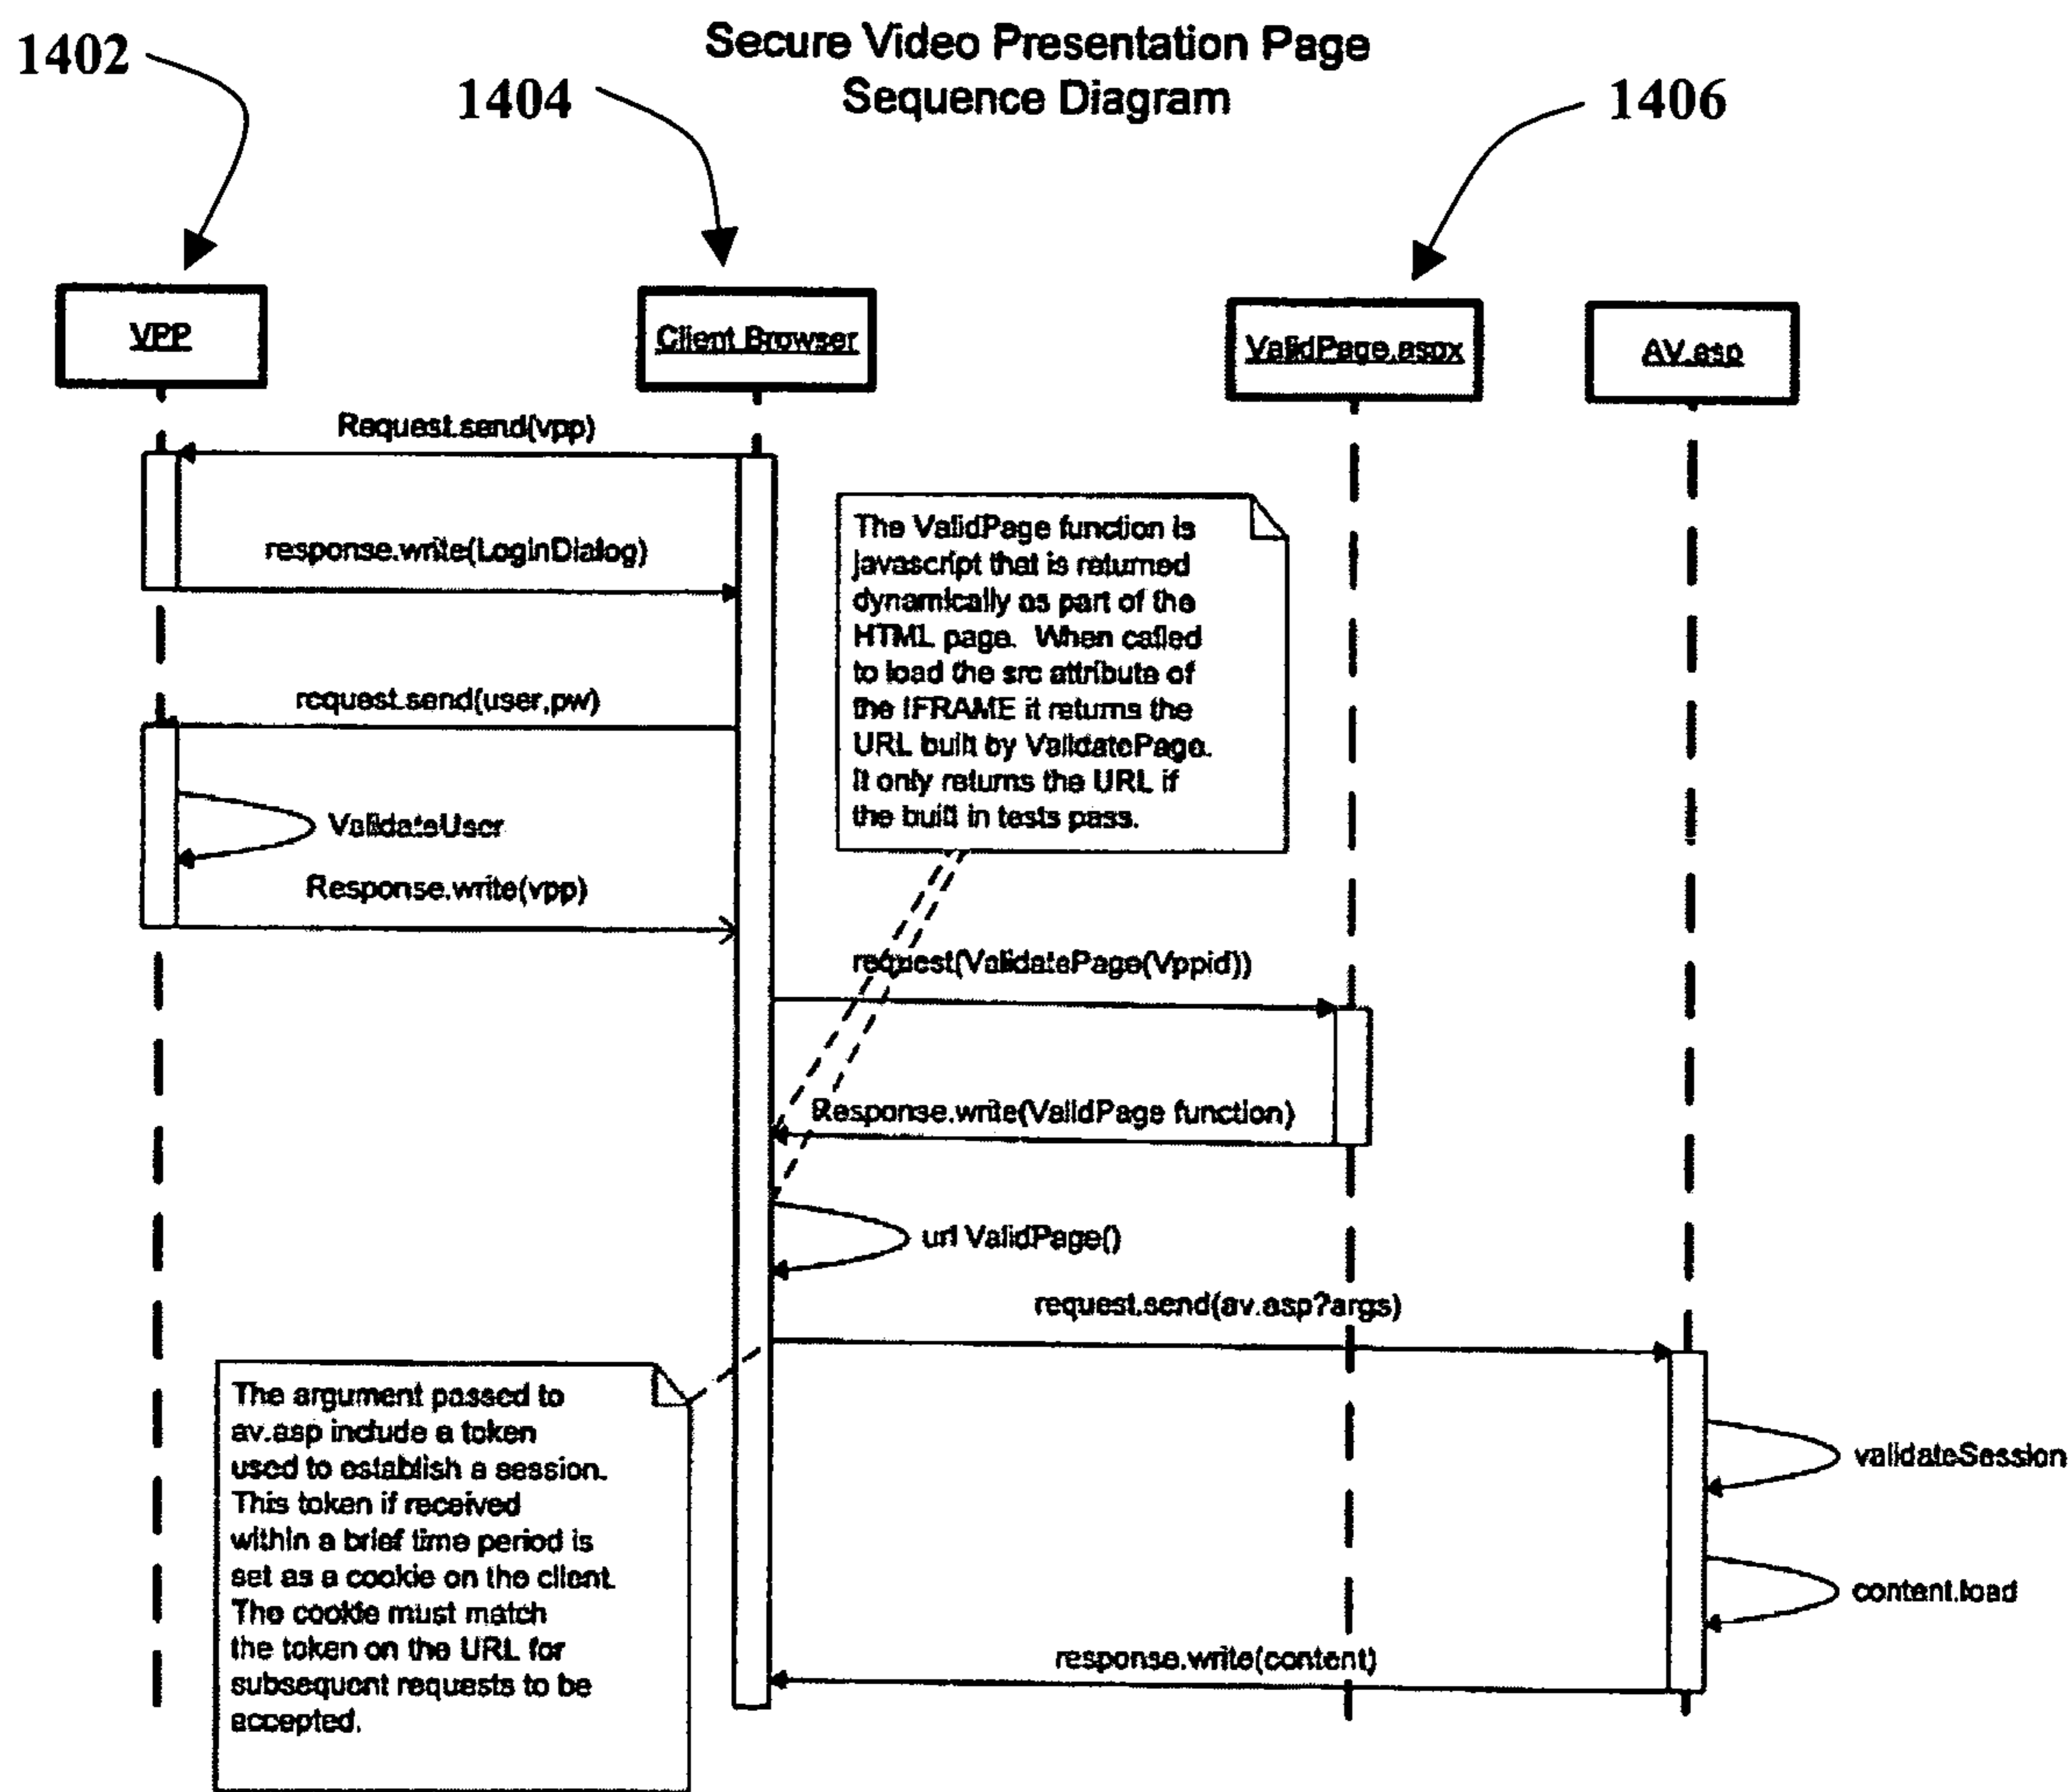 Secure Video Presentation Page
Sequence Diagram
1402
1404
1406
VPP
Client Browser
ValidPage.aspx
AV.asp
Request.send(vpp)
response.write(LoginDialog)
The ValidPage function is
javascript that is returned
dynamically as part of the
HTML page. When called
to load the src attribute of
the IFRAME it returns the
URL built by ValidatePage.
It only returns the URL if
the built in tests pass.
request.send(user,pw)
ValidateUser
Response.write(vpp)
request(ValidatePage(Vppid))
Response.write(ValidPage function)
url ValidPage()
request.send(av.asp?args)
The argument passed to
av.asp include a token
used to establish a session.
This token if received
within a brief time period is
set as a cookie on the client.
The cookie must match
the token on the URL for
subsequent requests to be
accepted.
validateSession
content.load
response.write(content)